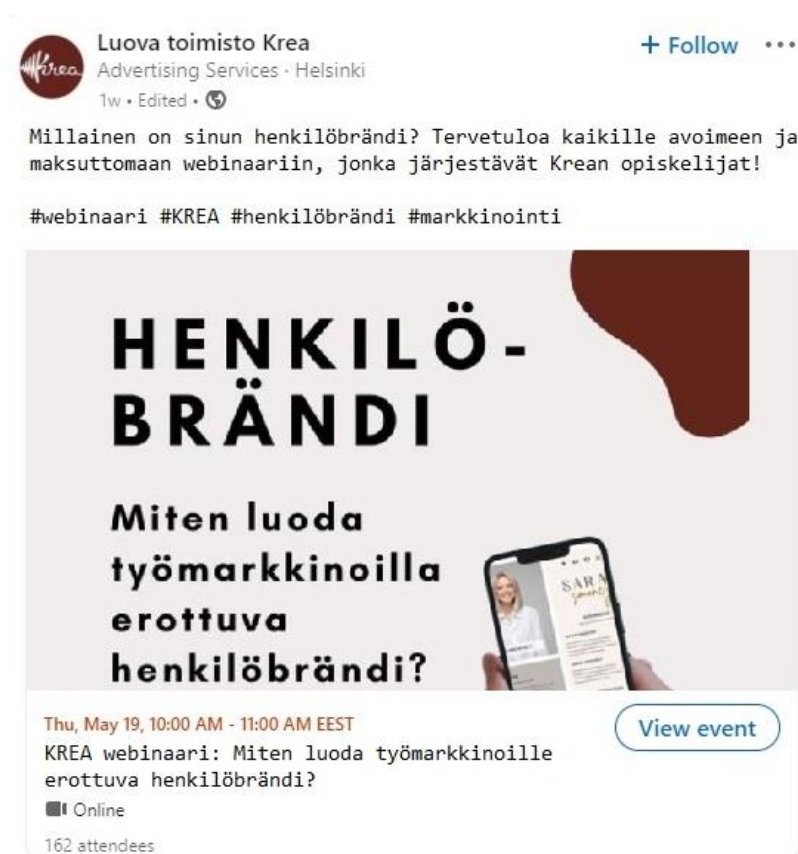 Krea
Luova toimisto Krea
+ Follow
Advertising Services · Helsinki
1w • Edited •
Millainen on sinun henkilöbrändi? Tervetuloa kaikille avoimeen ja
maksuttomaan webinaariin, jonka järjestävät Krean opiskelijat!
#webinaari #KREA #henkilöbrändi #markkinointi
HENKILÖ-
BRÄNDI
Miten luoda
työmarkkinoilla
erottuva
henkilöbrändi?
SARA
Thu, May 19, 10:00 AM - 11:00 AM EEST
View event
KREA webinaari: Miten luoda työmarkkinoille
erottuva henkilöbrändi?
Online
162 attendees